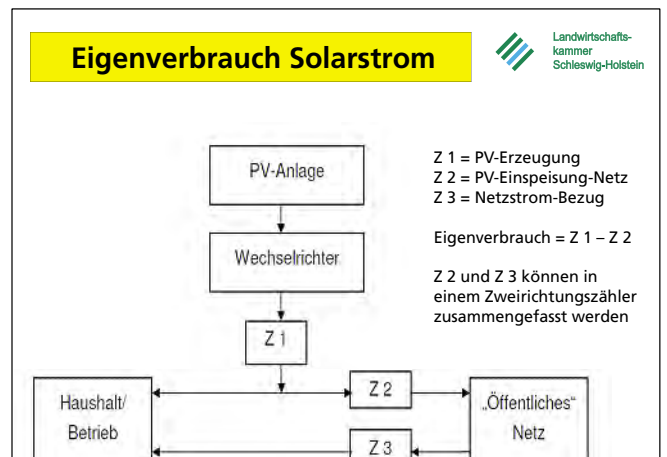 Eigenverbrauch Solarstrom
Landwirtschafts-
kammer
Schleswig-Holstein
PV-Anlage
Wechselrichter
Z 1
Z 1 = PV-Erzeugung
Z 2 = PV-Einspeisung-Netz
Z 3 = Netzstrom-Bezug
Eigenverbrauch = Z 1 – Z 2
Z 2 und Z 3 können in
einem Zweirichtungszähler
zusammengefasst werden
Haushalt/
Betrieb
Z 2
Z 3
„Öffentliches“
Netz